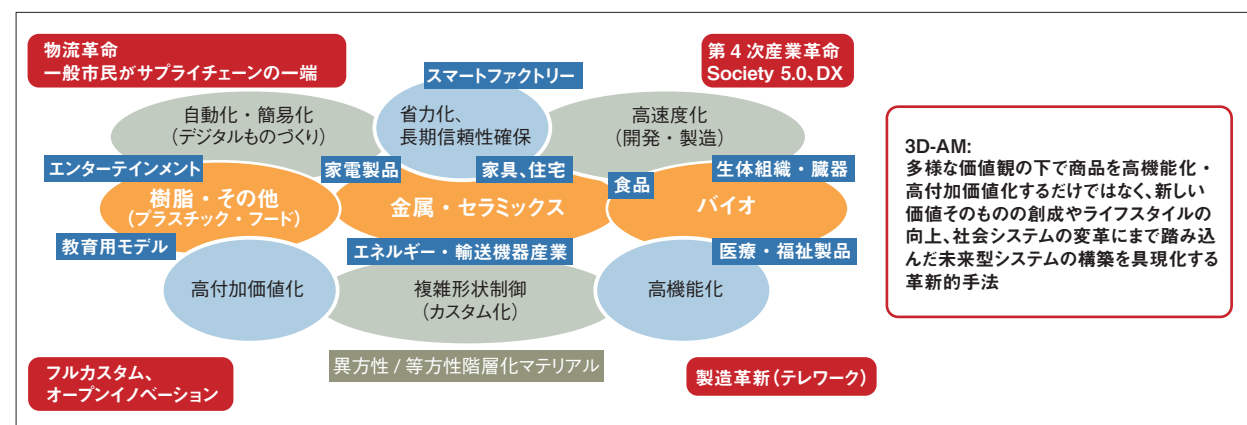 物流革命
一般市民がサプライチェーンの一端
第4次産業革命
Society 5.0、DX
スマートファクトリー
自動化・簡易化
(デジタルものづくり)
省力化、
長期信頼性確保
高速度化
(開発・製造)
エンターテインメント
家電製品
家具、住宅
食品
生体組織・臓器
樹脂・その他
(プラスチック・フード)
金属・セラミックス
バイオ
教育用モデル
エネルギー・輸送機器産業
医療・福祉製品
高付加価値化
複雑形状制御
(カスタム化)
高機能化
異方性 / 等方性階層化マテリアル
フルカスタム、
オープンイノベーション
製造革新(テレワーク)
3D-AM:
多様な価値観の下で商品を高機能化・
高付加価値化するだけではなく、新しい
価値そのものの創成やライフスタイルの
向上、社会システムの変革にまで踏み込
んだ未来型システムの構築を具現化する
革新的手法